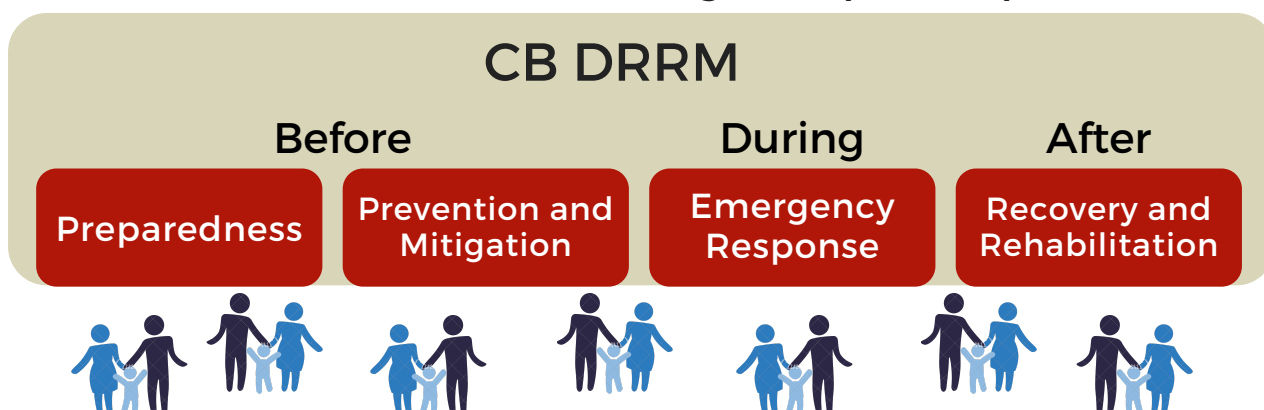 CB DRRM
Before
During
After
Preparedness
Prevention and
Mitigation
Emergency
Response
Recovery and
Rehabilitation